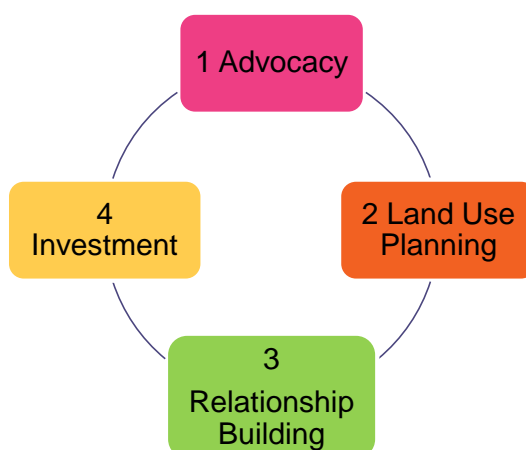 1 Advocacy
2 Land Use
Planning
3
Relationship
Building
4
Investment